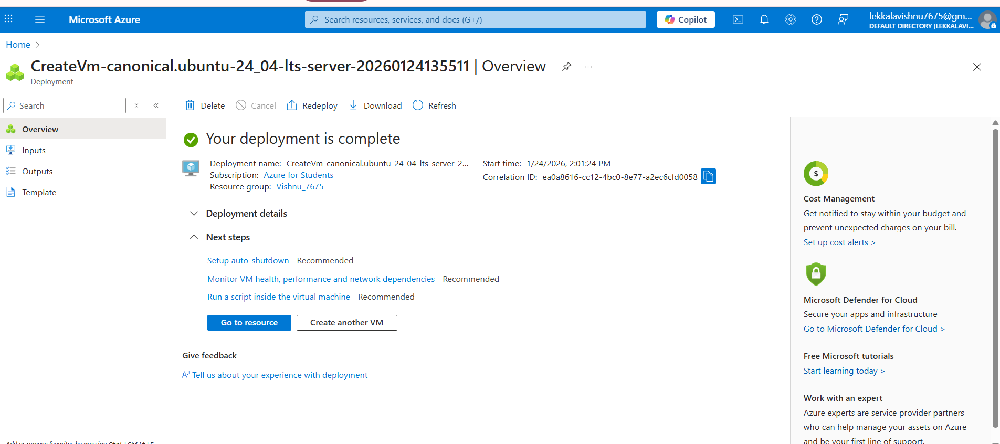 Microsoft Azure
Search resources, services, and docs (G+/)
Copilot
lekkalavishnu7675@gm...
DEFAULT DIRECTORY (LEKKALAVI...
Home
CreateVm-canonical.ubuntu-24_04-lts-server-20260124135511 | Overview
Deployment
Search
Overview
Inputs
Outputs
Template
Delete
Cancel
Redeploy
Download
Refresh
Your deployment is complete
Deployment name: CreateVm-canonical.ubuntu-24_04-lts-server-2...
Subscription: Azure for Students
Resource group: Vishnu_7675
Start time: 1/24/2026, 2:01:24 PM
Correlation ID: ea0a8616-cc12-4bc0-8e77-a2ec6cfd0058
Deployment details
Next steps
Setup auto-shutdown Recommended
Monitor VM health, performance and network dependencies Recommended
Run a script inside the virtual machine Recommended
Go to resource
Create another VM
Give feedback
Tell us about your experience with deployment
$
Cost Management
Get notified to stay within your budget and
prevent unexpected charges on your bill.
Set up cost alerts >
Microsoft Defender for Cloud
Secure your apps and infrastructure
Go to Microsoft Defender for Cloud >
Free Microsoft tutorials
Start learning today >
Work with an expert
Azure experts are service provider partners
who can help manage your assets on Azure
and be your first line of support.
Add or remove favorites by pressing Ctrl+Shift+F